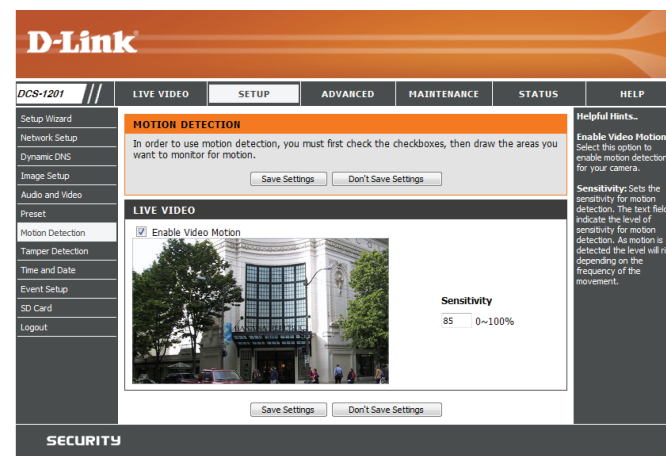 D-Link
DCS-1201
LIVE VIDEO
SETUP
ADVANCED
MAINTENANCE
STATUS
HELP
Setup Wizard
Network Setup
Dynamic DNS
Image Setup
Audio and Video
Preset
Motion Detection
Tamper Detection
Time and Date
Event Setup
SD Card
Logout
MOTION DETECTION
In order to use motion detection, you must first check the checkboxes, then draw the areas you
want to monitor for motion.
Save Settings
Don't Save Settings
LIVE VIDEO
Enable Video Motion
Sensitivity
85 0~100%
Save Settings
Don't Save Settings
Helpful Hints..
Enable Video Motion
Select this option to
enable motion detection
for your camera.
Sensitivity: Sets the
sensitivity for motion
detection. The text field
indicate the level of
sensitivity for motion
detection. As motion is
detected the level will ri
depending on the
frequency of the
movement.
SECURITY